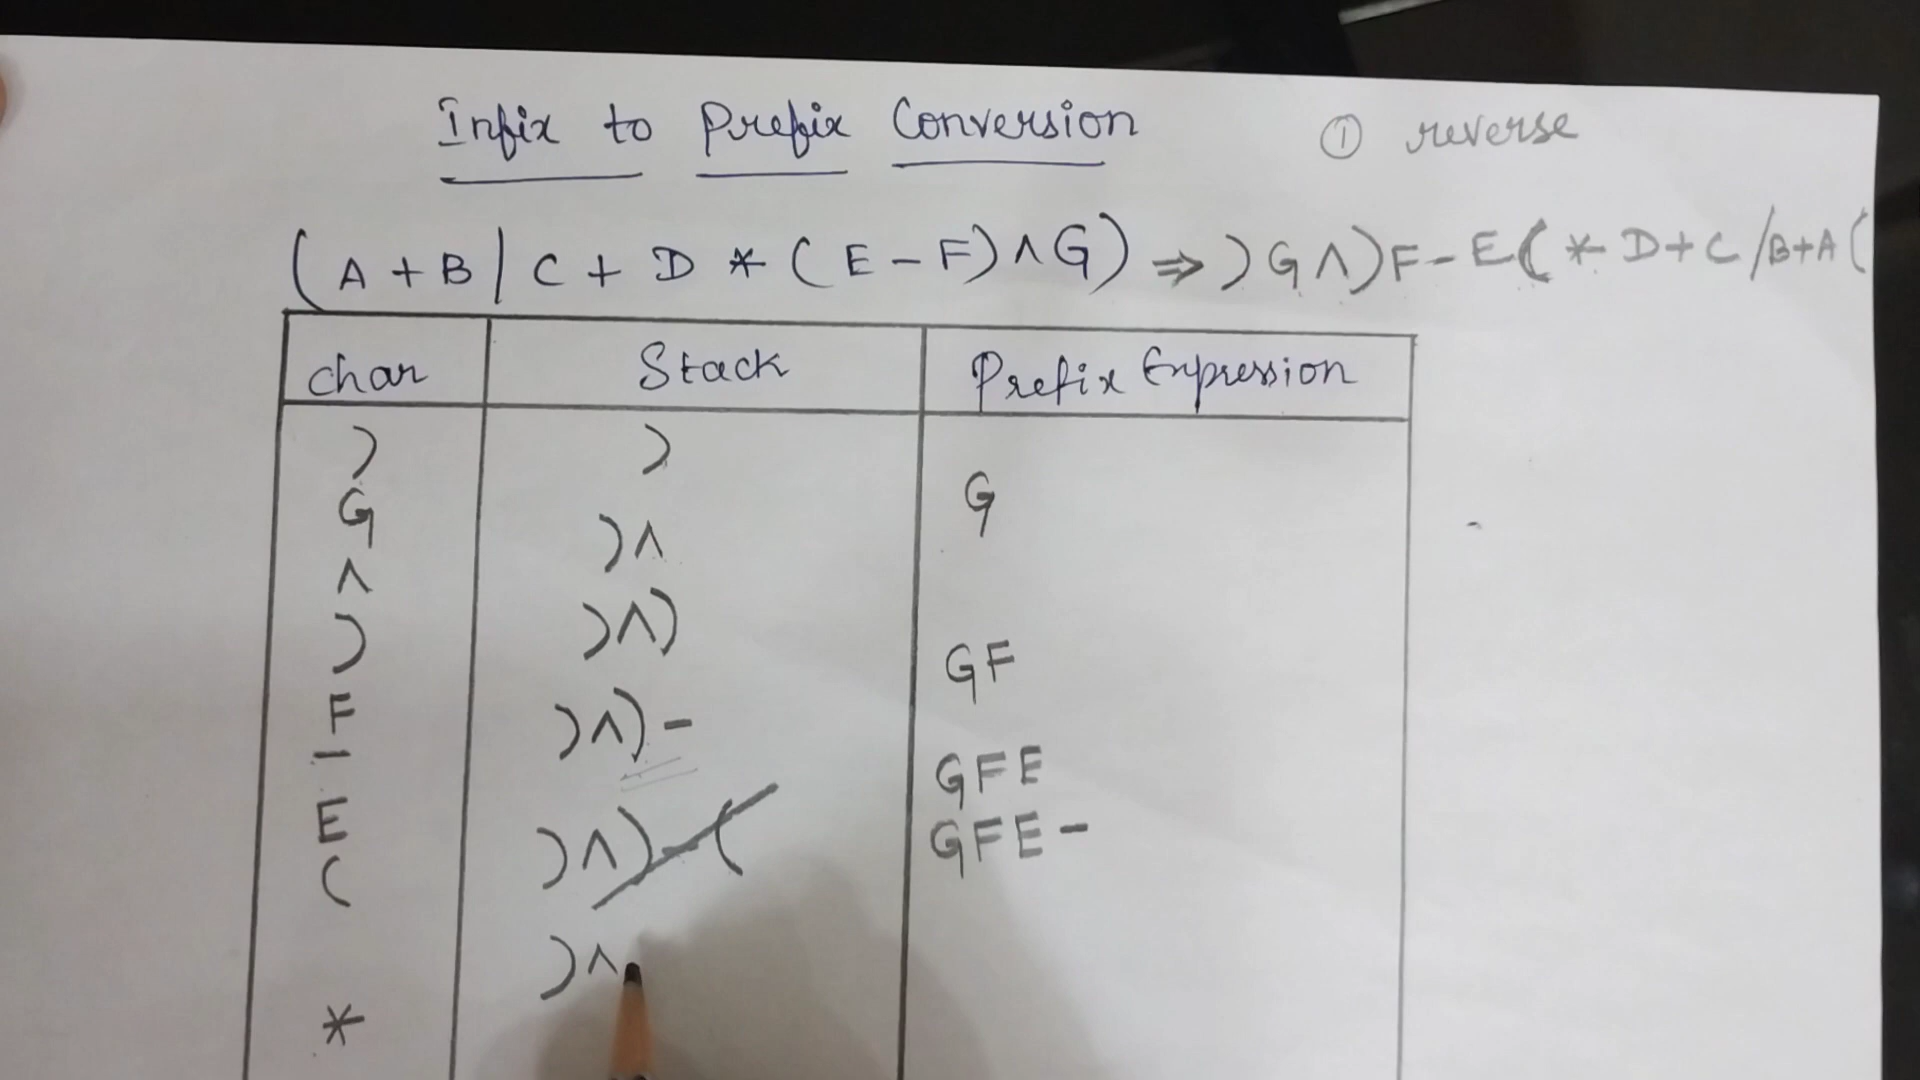 Infix to Prefix Conversion ① reverse
(A+B/C+D*(E-F)^G) ⇒ )G^)F-E(*D+C/B+A(
char Stack Prefix Expression
) )
G G
^ )^
) )^)
F GF
- )^)-
E GFE
( )^)-( GFE-
)^
*